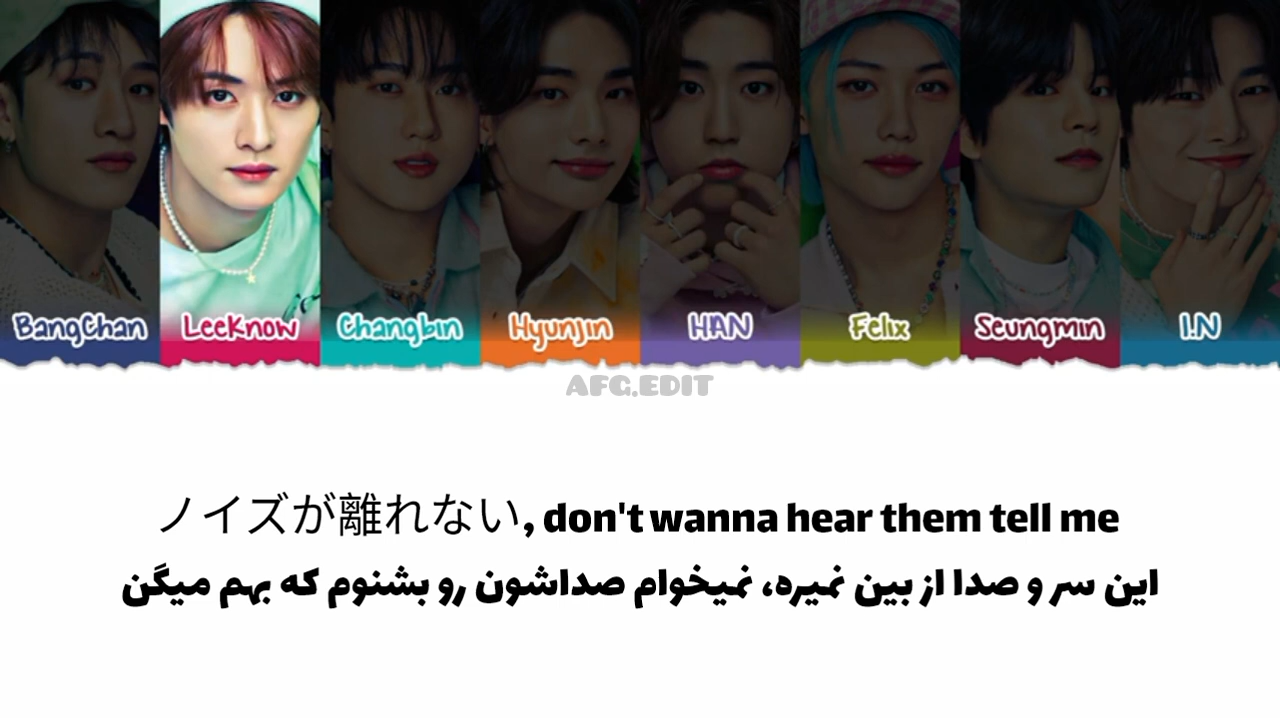 BangChan LeeKnow Changbin Hyunjin HAN Felix Seungmin I.N
AFG.EDIT
ノイズが離れない, don't wanna hear them tell me
این سر و صدا از بین نمیره، نمیخوام صداشون رو بشنوم که بهم میگن